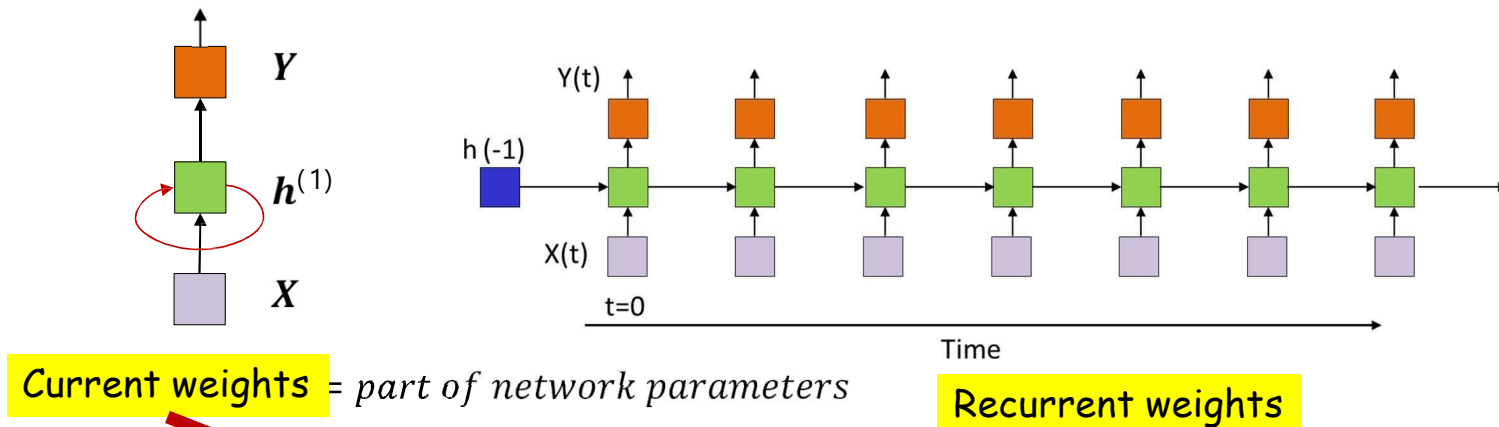 Y
h⁽¹⁾
X
Y(t)
h (-1)
X(t)
t=0
Time
Current weights = part of network parameters
Recurrent weights